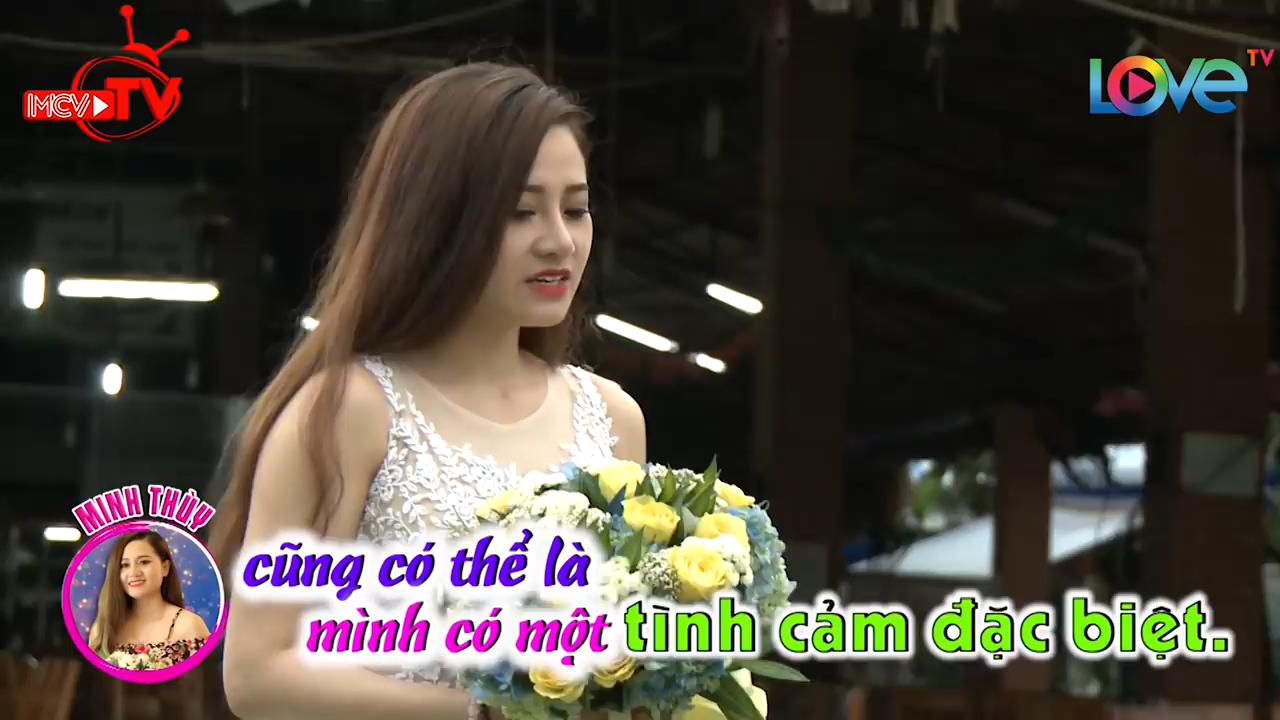 IMCV TV
LOVE TV
MINH THÙY
cũng có thể là
mình có một tình cảm đặc biệt.